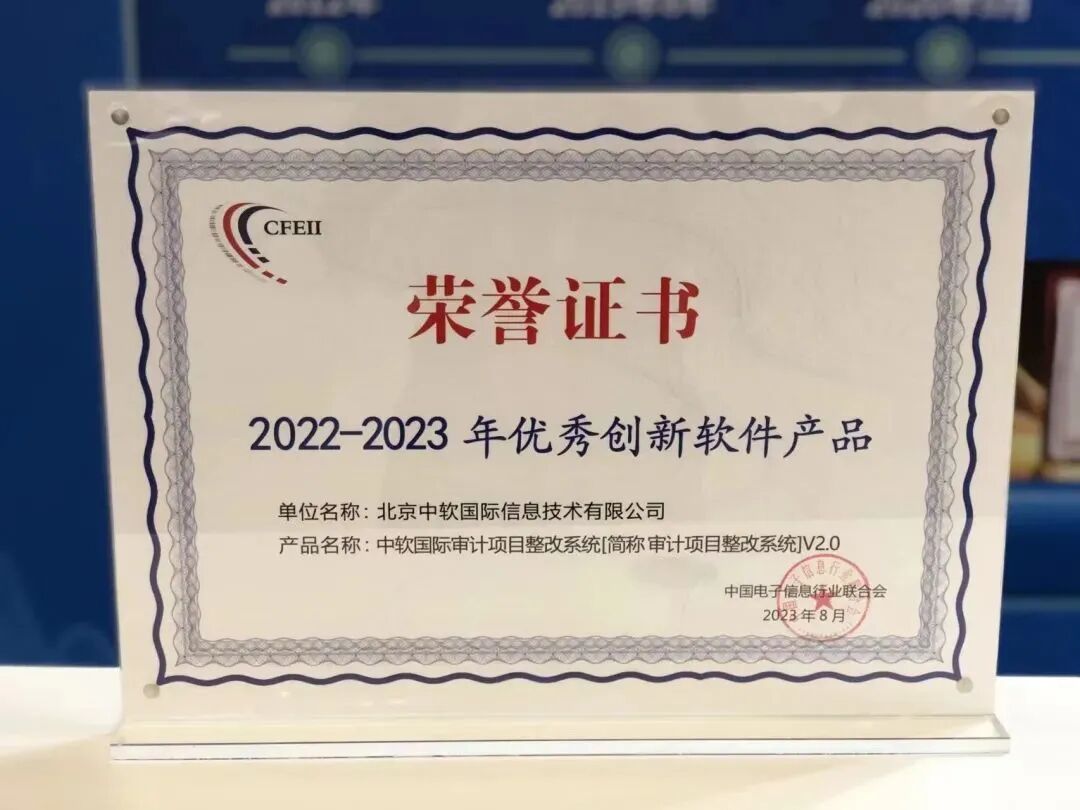 CFEII
荣誉证书
2022-2023 年优秀创新软件产品
单位名称：北京中软国际信息技术有限公司
产品名称：中软国际审计项目整改系统[简称 审计项目整改系统]V2.0
中国电子信息行业联合会
2023 年 8 月